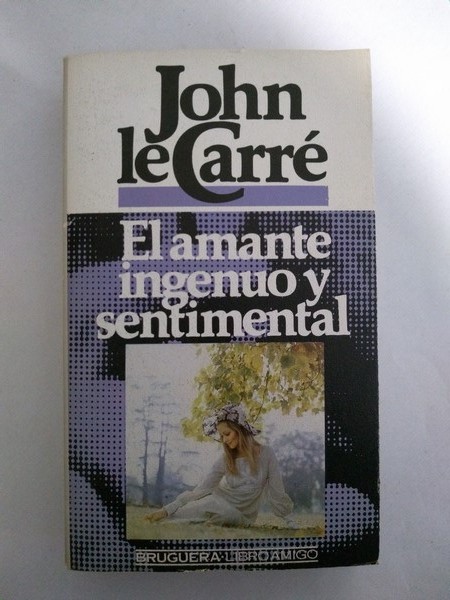 John
le Carré
El amante
ingenuo y
sentimental
BRUGUERA-LIBRO AMIGO